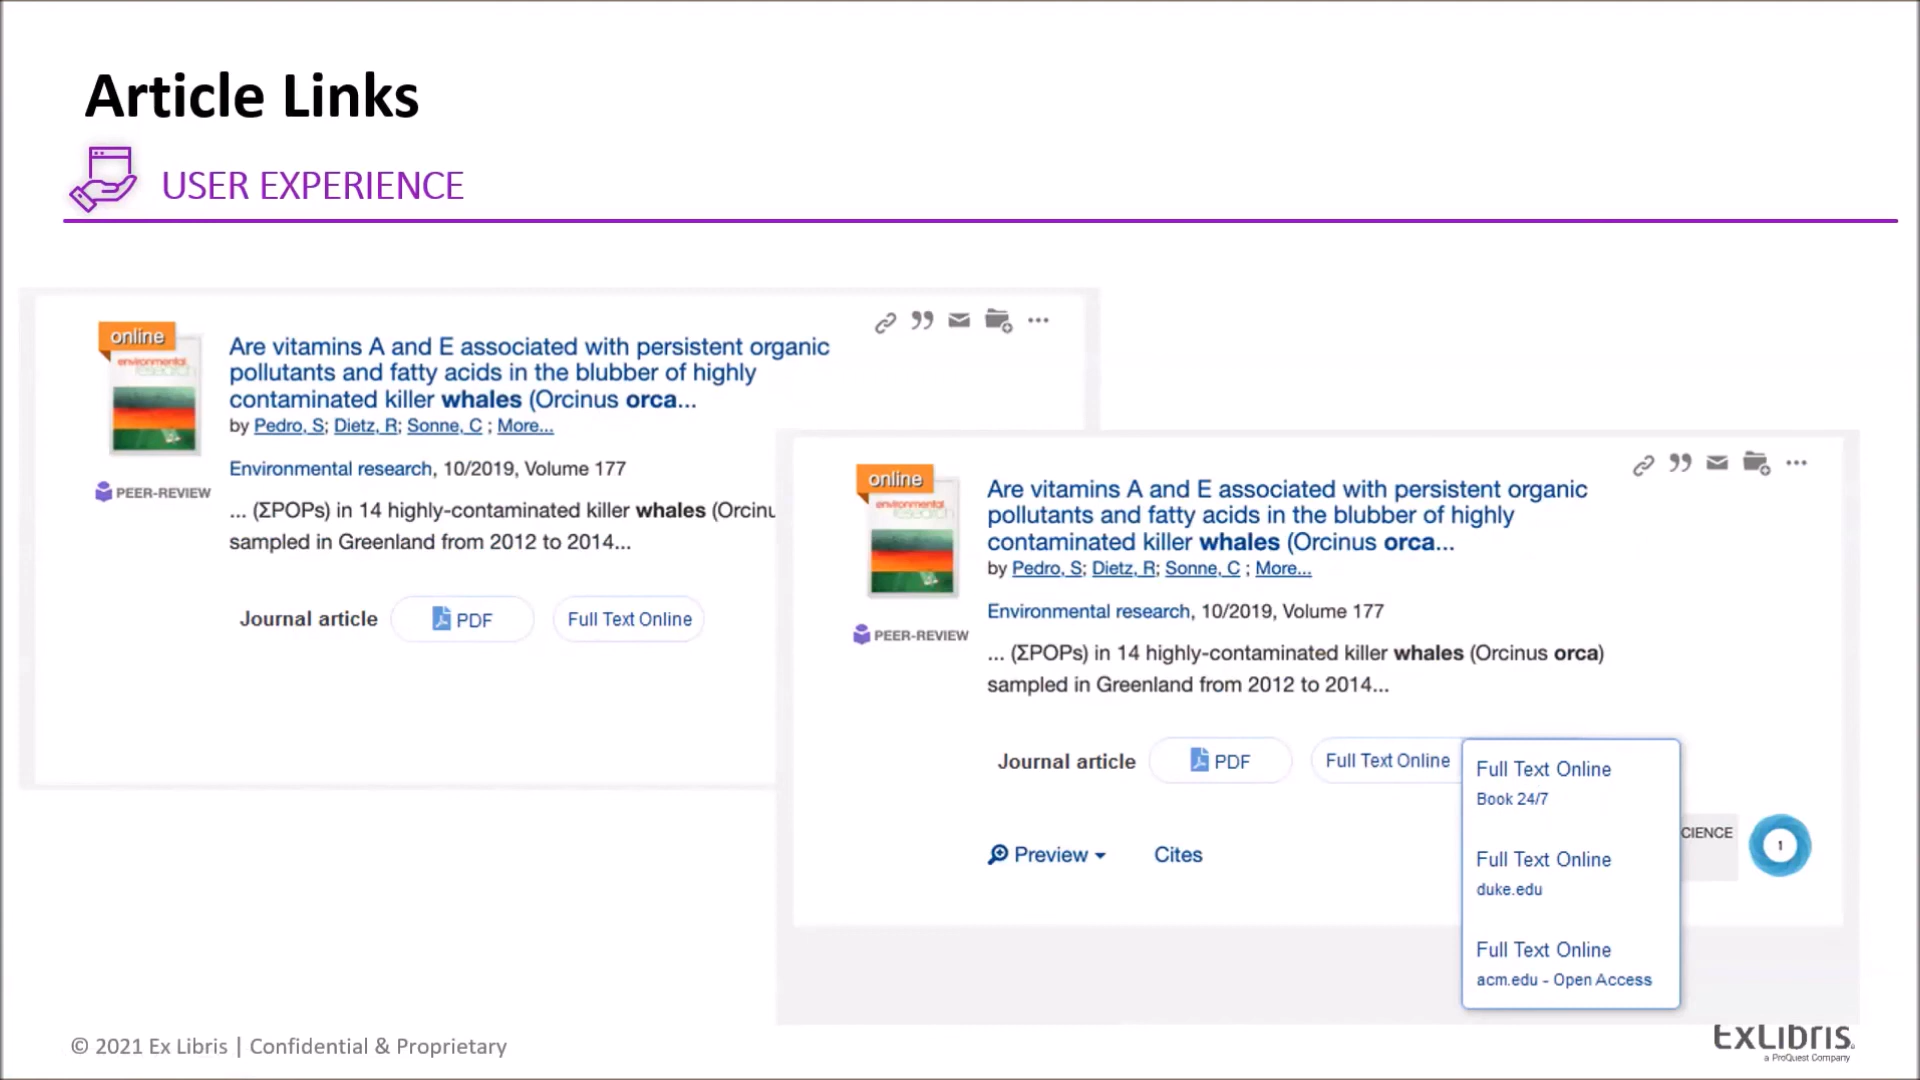 Article Links
USER EXPERIENCE
online
environmental
research
Are vitamins A and E associated with persistent organic
pollutants and fatty acids in the blubber of highly
contaminated killer whales (Orcinus orca...
by Pedro, S; Dietz, R; Sonne, C ; More...
Environmental research, 10/2019, Volume 177
PEER-REVIEW
... (ΣPOPs) in 14 highly-contaminated killer whales (Orcinu
sampled in Greenland from 2012 to 2014...
Journal article PDF Full Text Online
online
environmental
research
Are vitamins A and E associated with persistent organic
pollutants and fatty acids in the blubber of highly
contaminated killer whales (Orcinus orca...
by Pedro, S; Dietz, R; Sonne, C ; More...
Environmental research, 10/2019, Volume 177
PEER-REVIEW
... (ΣPOPs) in 14 highly-contaminated killer whales (Orcinus orca)
sampled in Greenland from 2012 to 2014...
Journal article PDF Full Text Online
Full Text Online
Book 24/7
Full Text Online
duke.edu
Full Text Online
acm.edu - Open Access
CIENCE
1
Preview Cites
© 2021 Ex Libris | Confidential & Proprietary
ExLibris
a ProQuest Company